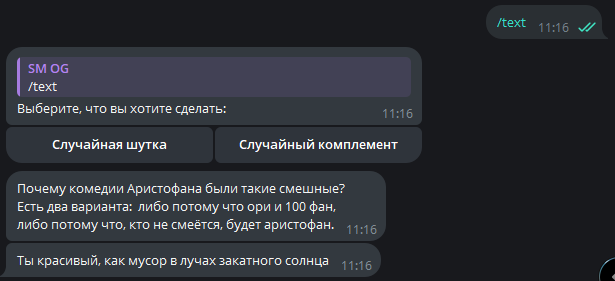 /text 11:16
SM OG
/text
Выберите, что вы хотите сделать:
11:16
Случайная шутка Случайный комплемент
Почему комедии Аристофана были такие смешные?
Есть два варианта: либо потому что ори и 100 фан,
либо потому что, кто не смеётся, будет аристофан. 11:16
Ты красивый, как мусор в лучах закатного солнца 11:16